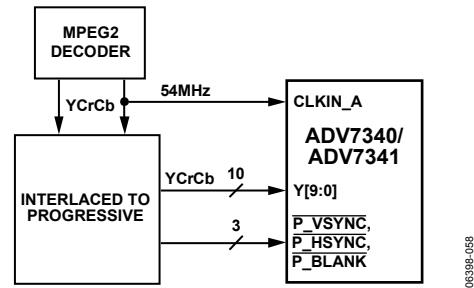 MPEG2
DECODER
YCrCb
54MHz
CLKIN_A
ADV7340/
ADV7341
INTERLACED TO
PROGRESSIVE
YCrCb
10
Y[9:0]
3
P_VSYNC,
P_HSYNC,
P_BLANK
06398-058